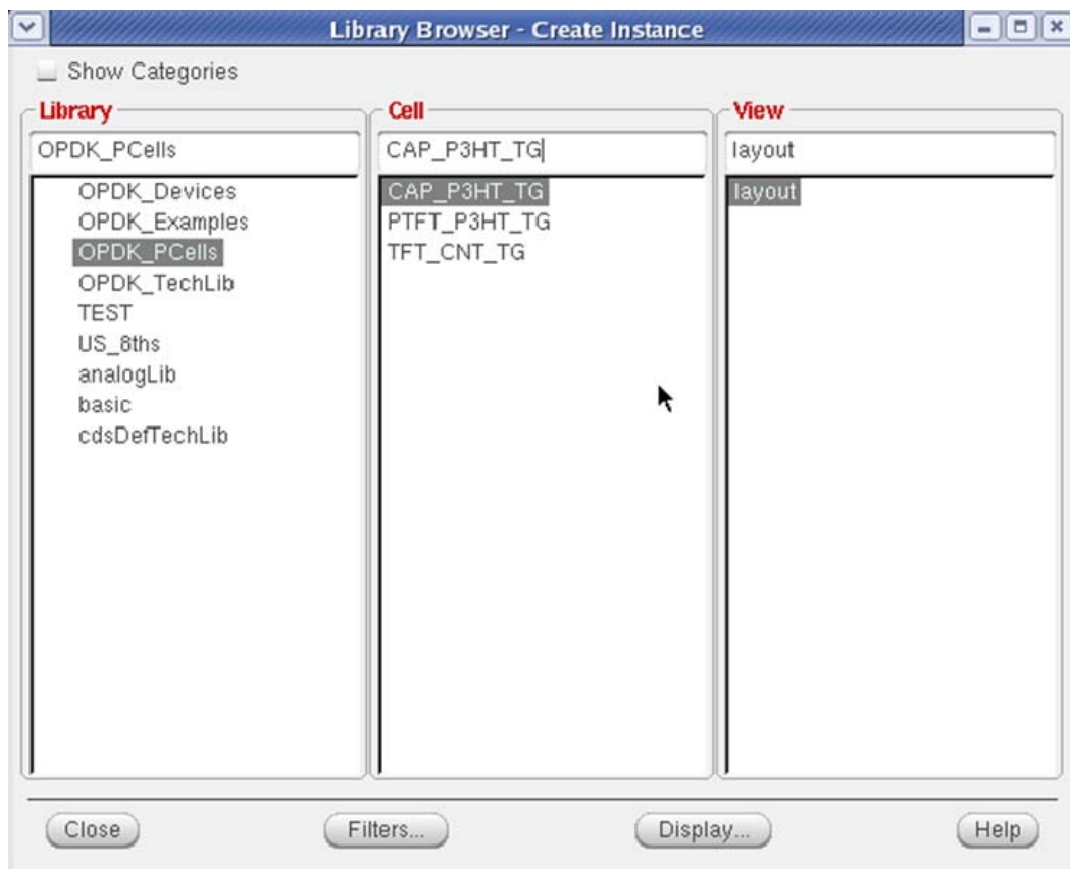 Library Browser - Create Instance
Show Categories
Library
OPDK_PCells
OPDK_Devices
OPDK_Examples
OPDK_PCells
OPDK_TechLib
TEST
US_8ths
analogLib
basic
cdsDefTechLib
Cell
CAP_P3HT_TG
CAP_P3HT_TG
PTFT_P3HT_TG
TFT_CNT_TG
View
layout
layout
Close
Filters...
Display...
Help